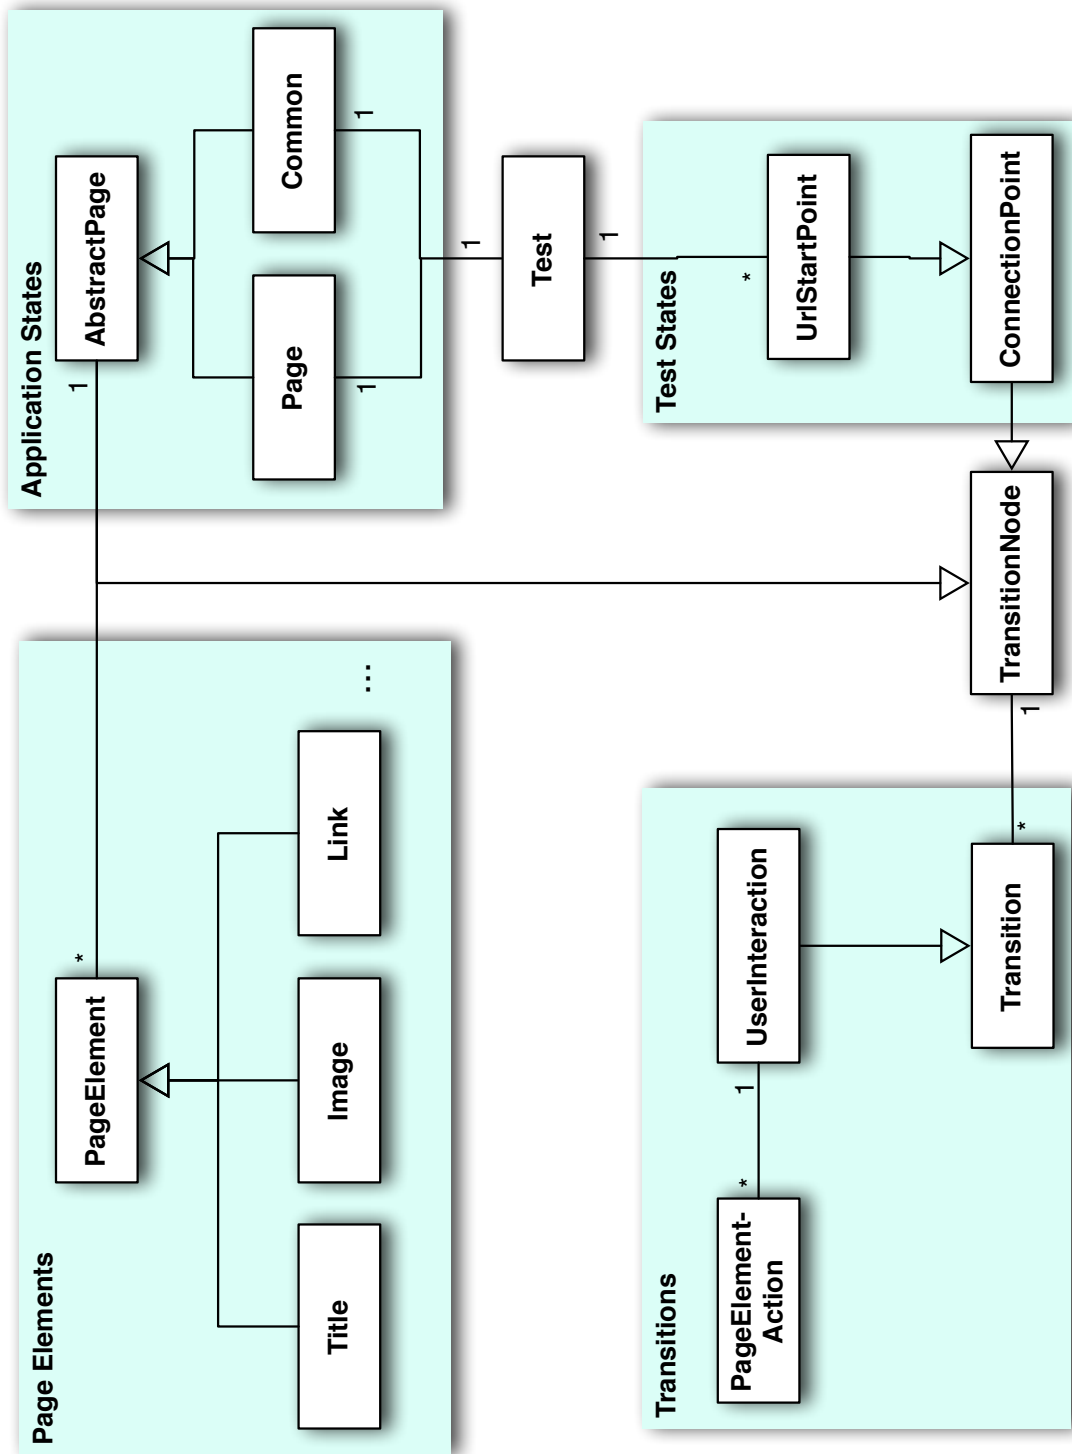 Page Elements
PageElement
*
Title
Image
Link
...
Application States
AbstractPage
1
Page
1
Common
1
1
Test
1
Transitions
PageElement-
Action
*
1
UserInteraction
Transition
*
1
TransitionNode
Test States
*
UrlStartPoint
ConnectionPoint